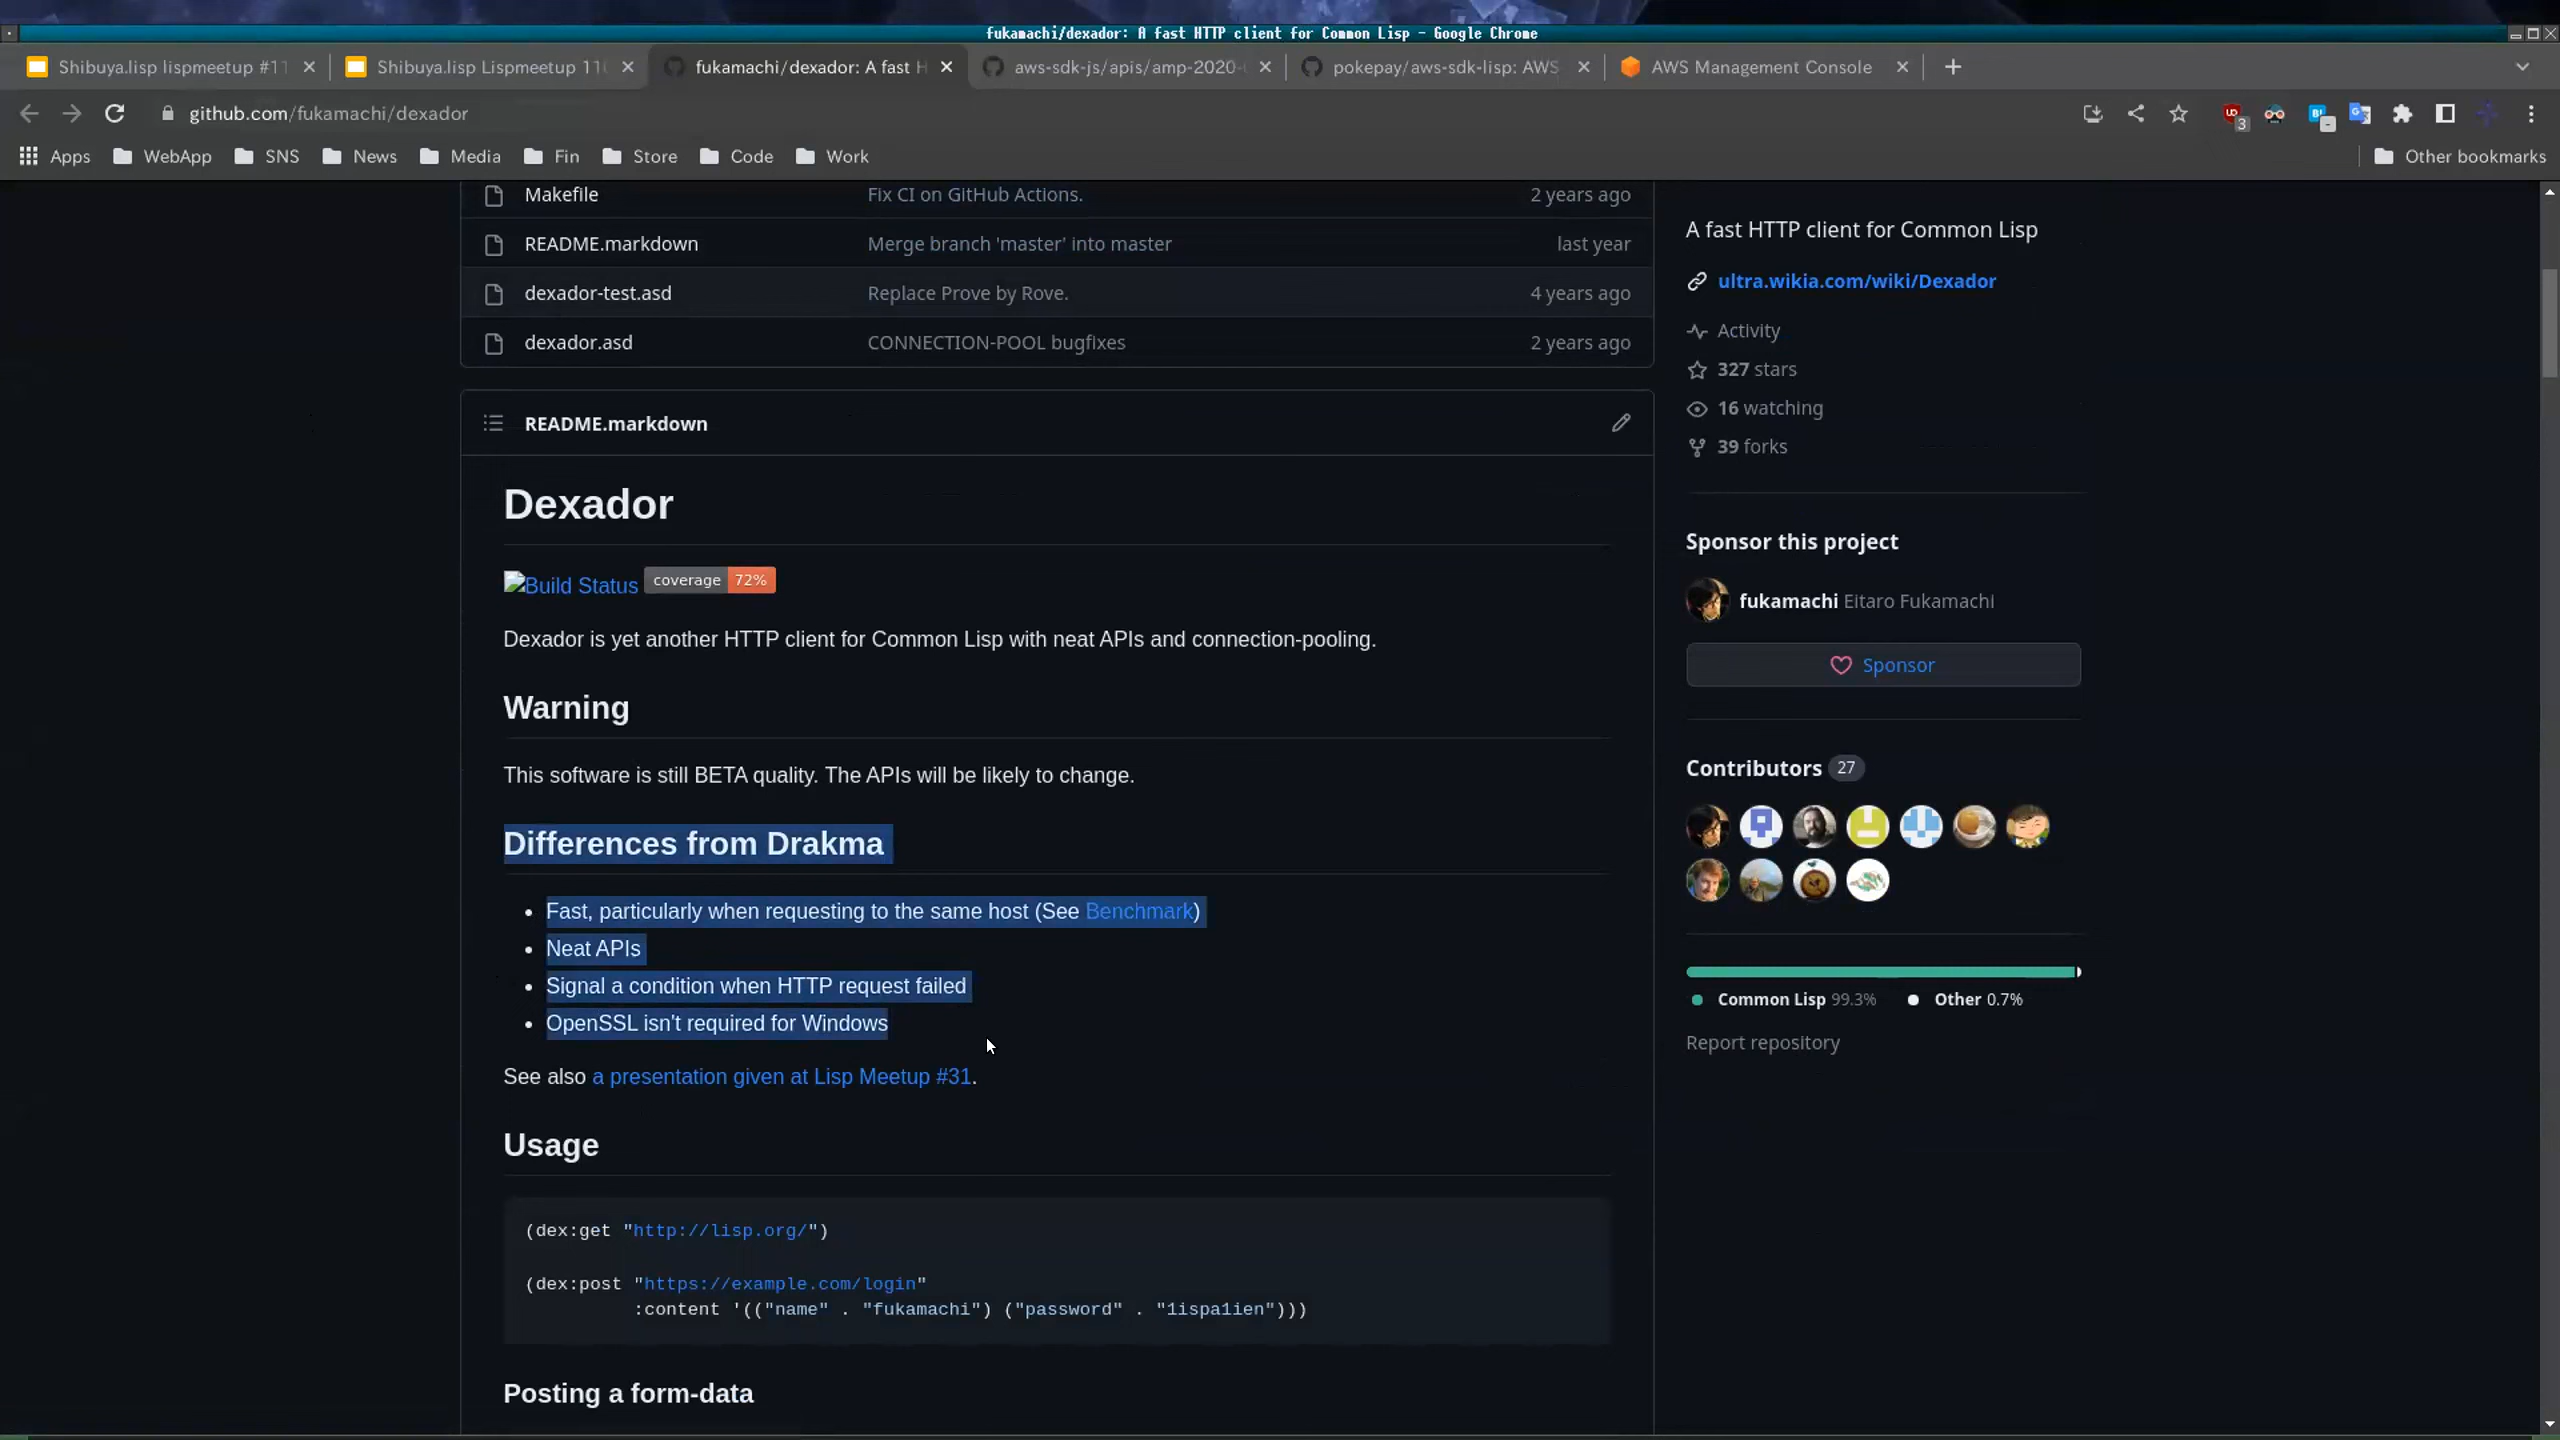 fukamachi/dexador: A fast HTTP client for Common Lisp - Google Chrome
Shibuya.lisp lispmeetup #11
Shibuya.lisp Lispmeetup 11
fukamachi/dexador: A fast H
aws-sdk-js/apis/amp-2020-
pokepay/aws-sdk-lisp: AWS
AWS Management Console
github.com/fukamachi/dexador
3
Apps
WebApp
SNS
News
Media
Fin
Store
Code
Work
Other bookmarks
Makefile
Fix CI on GitHub Actions.
2 years ago
README.markdown
Merge branch 'master' into master
last year
dexador-test.asd
Replace Prove by Rove.
4 years ago
dexador.asd
CONNECTION-POOL bugfixes
2 years ago
README.markdown
Dexador
Build Status
coverage 72%
Dexador is yet another HTTP client for Common Lisp with neat APIs and connection-pooling.
Warning
This software is still BETA quality. The APIs will be likely to change.
Differences from Drakma
• Fast, particularly when requesting to the same host (See Benchmark)
• Neat APIs
• Signal a condition when HTTP request failed
• OpenSSL isn't required for Windows
See also a presentation given at Lisp Meetup #31.
Usage
(dex:get "http://lisp.org/")
(dex:post "https://example.com/login"
:content '(("name" . "fukamachi") ("password" . "1ispa1ien")))
Posting a form-data
A fast HTTP client for Common Lisp
ultra.wikia.com/wiki/Dexador
Activity
327 stars
16 watching
39 forks
Sponsor this project
fukamachi Eitaro Fukamachi
Sponsor
Contributors 27
Common Lisp 99.3%
Other 0.7%
Report repository